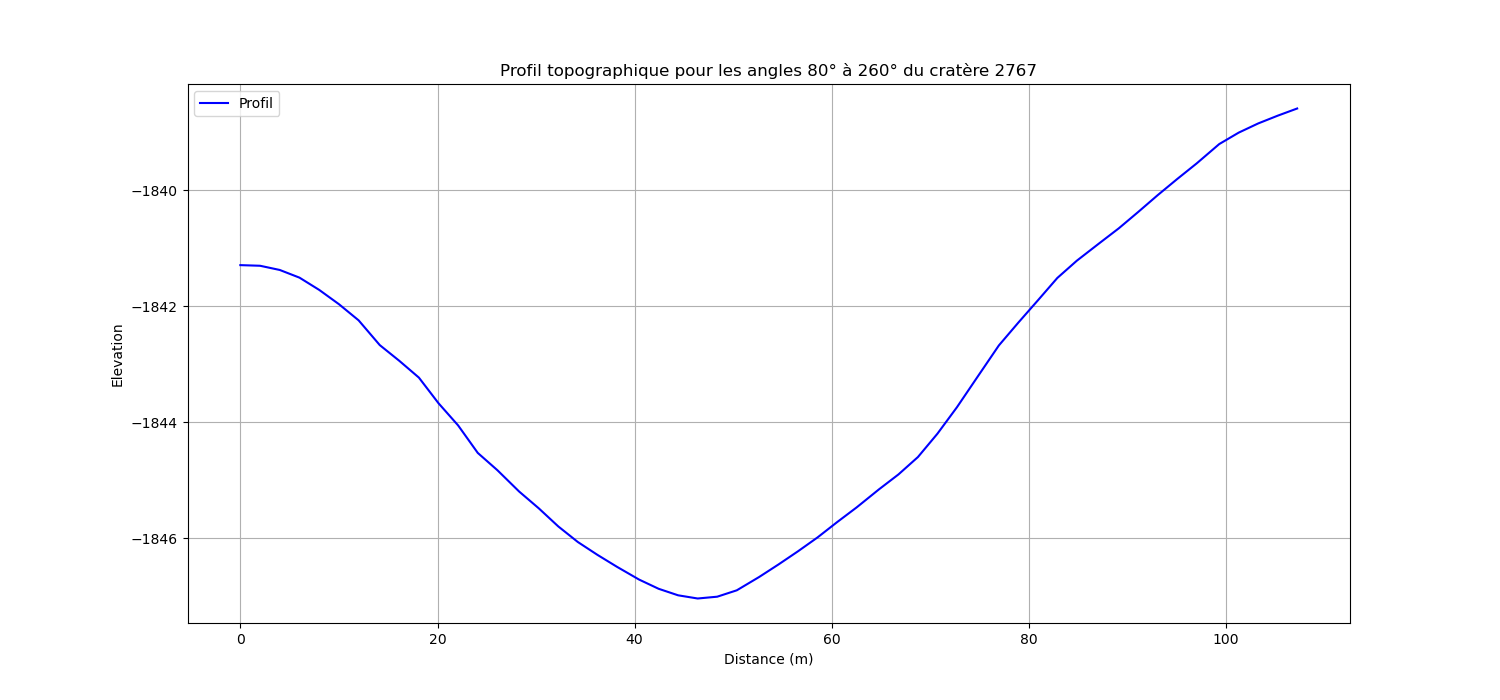 Profil topographique pour les angles 80° à 260° du cratère 2767
Profil
−1840
−1842
−1844
−1846
Elevation
0 20 40 60 80 100
Distance (m)